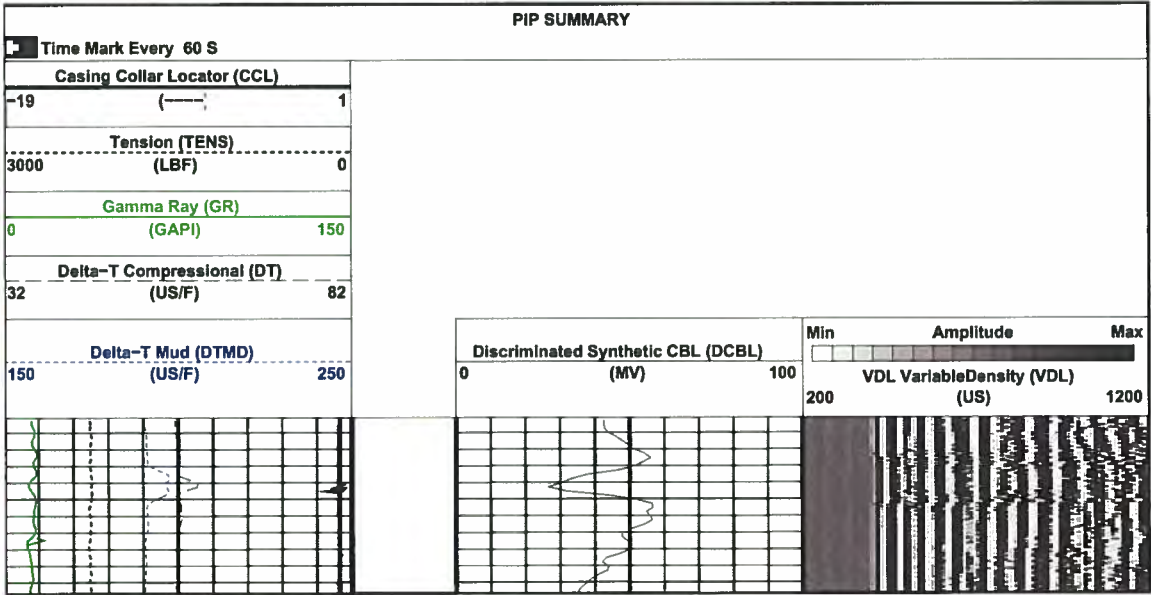 PIP SUMMARY
Time Mark Every 60 S
Casing Collar Locator (CCL)
-19 (----) 1
Tension (TENS)
3000 (LBF) 0
Gamma Ray (GR)
0 (GAPI) 150
Delta-T Compressional (DT)
32 (US/F) 82
Delta-T Mud (DTMD)
150 (US/F) 250
Discriminated Synthetic CBL (DCBL)
0 (MV) 100
Min Amplitude Max
VDL VariableDensity (VDL)
200 (US) 1200